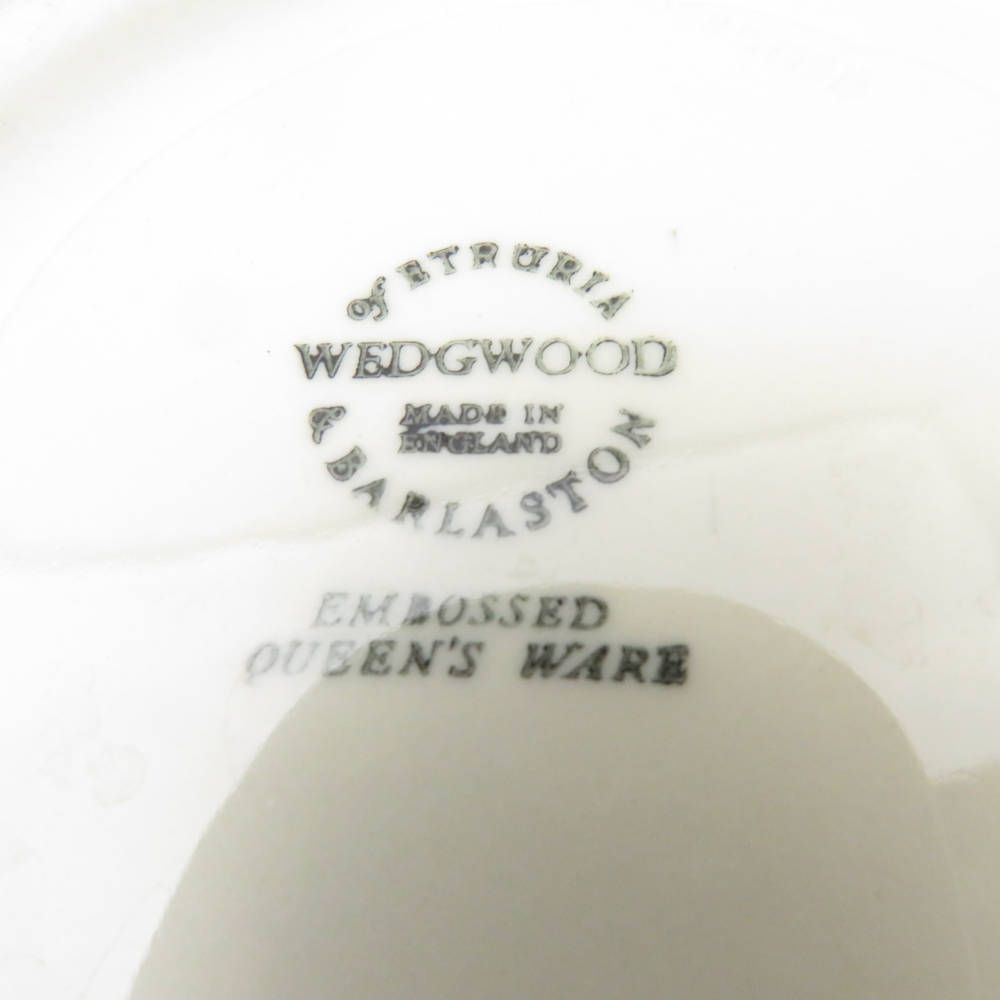 of ETRURIA
WEDGWOOD
MADE IN
ENGLAND
& BARLASTON
EMBOSSED
QUEEN'S WARE